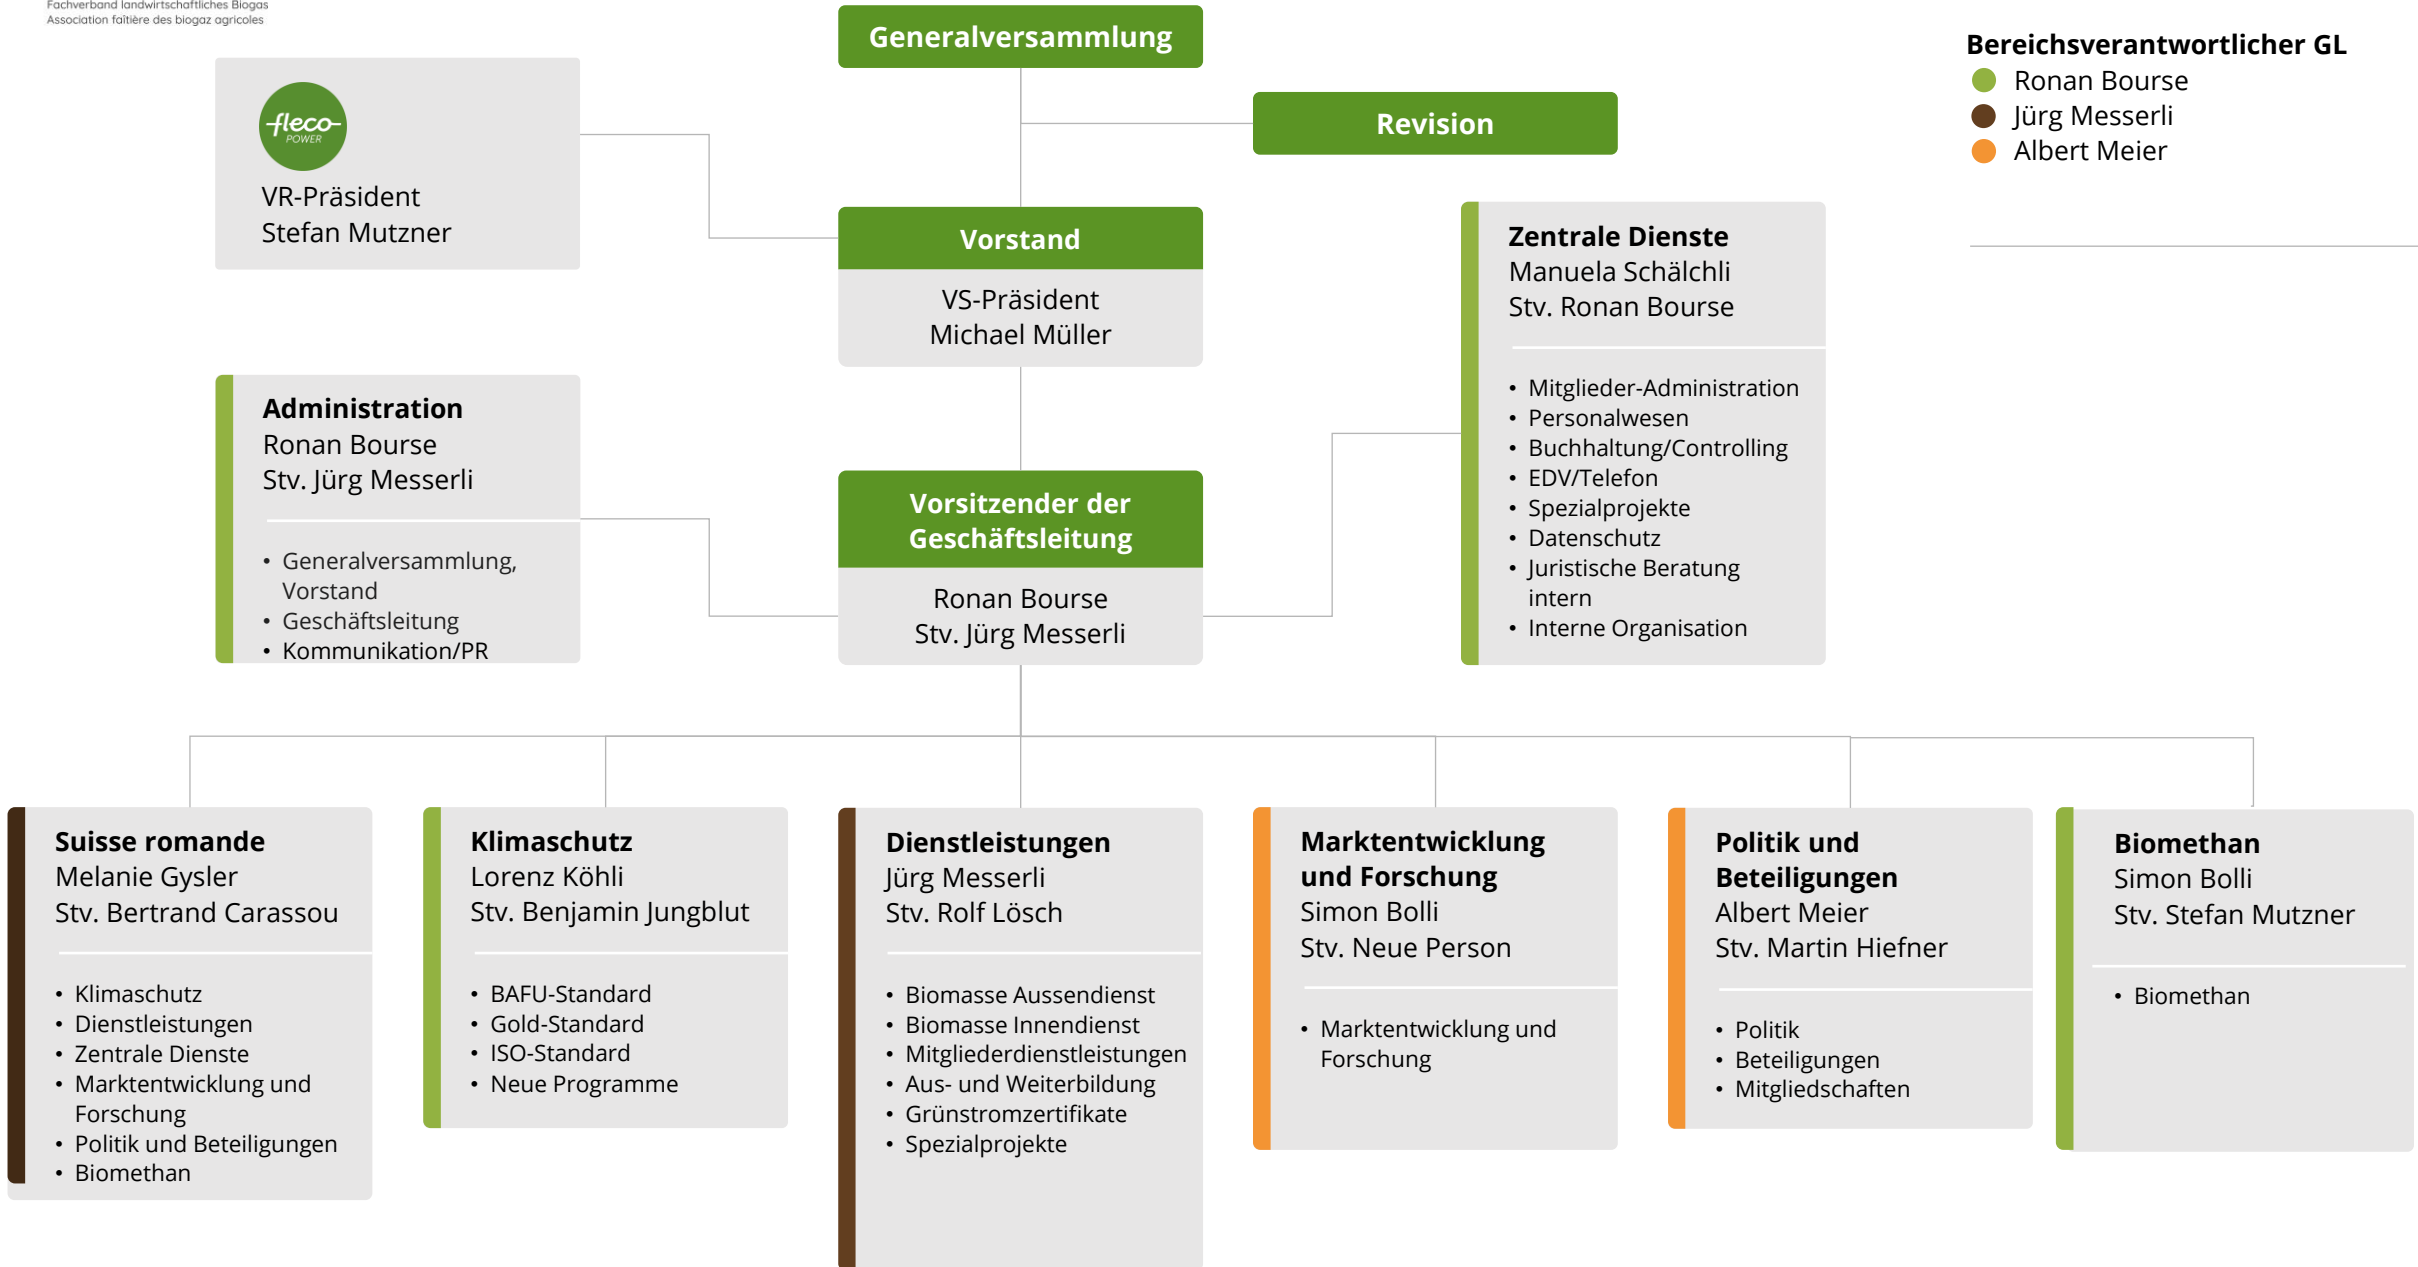 Fachverband landwirtschaftliches Biogas
Association faîtière des biogaz agricoles
Generalversammlung
Revision
Bereichsverantwortlicher GL
Ronan Bourse
Jürg Messerli
Albert Meier
fleco
POWER
VR-Präsident
Stefan Mutzner
Vorstand
VS-Präsident
Michael Müller
Zentrale Dienste
Manuela Schälchli
Stv. Ronan Bourse
• Mitglieder-Administration
• Personalwesen
• Buchhaltung/Controlling
• EDV/Telefon
• Spezialprojekte
• Datenschutz
• Juristische Beratung
intern
• Interne Organisation
Administration
Ronan Bourse
Stv. Jürg Messerli
• Generalversammlung,
Vorstand
• Geschäftsleitung
• Kommunikation/PR
Vorsitzender der
Geschäftsleitung
Ronan Bourse
Stv. Jürg Messerli
Suisse romande
Melanie Gysler
Stv. Bertrand Carassou
• Klimaschutz
• Dienstleistungen
• Zentrale Dienste
• Marktentwicklung und
Forschung
• Politik und Beteiligungen
• Biomethan
Klimaschutz
Lorenz Köhli
Stv. Benjamin Jungblut
• BAFU-Standard
• Gold-Standard
• ISO-Standard
• Neue Programme
Dienstleistungen
Jürg Messerli
Stv. Rolf Lösch
• Biomasse Aussendienst
• Biomasse Innendienst
• Mitgliederdienstleistungen
• Aus- und Weiterbildung
• Grünstromzertifikate
• Spezialprojekte
Marktentwicklung
und Forschung
Simon Bolli
Stv. Neue Person
• Marktentwicklung und
Forschung
Politik und
Beteiligungen
Albert Meier
Stv. Martin Hiefner
• Politik
• Beteiligungen
• Mitgliedschaften
Biomethan
Simon Bolli
Stv. Stefan Mutzner
• Biomethan